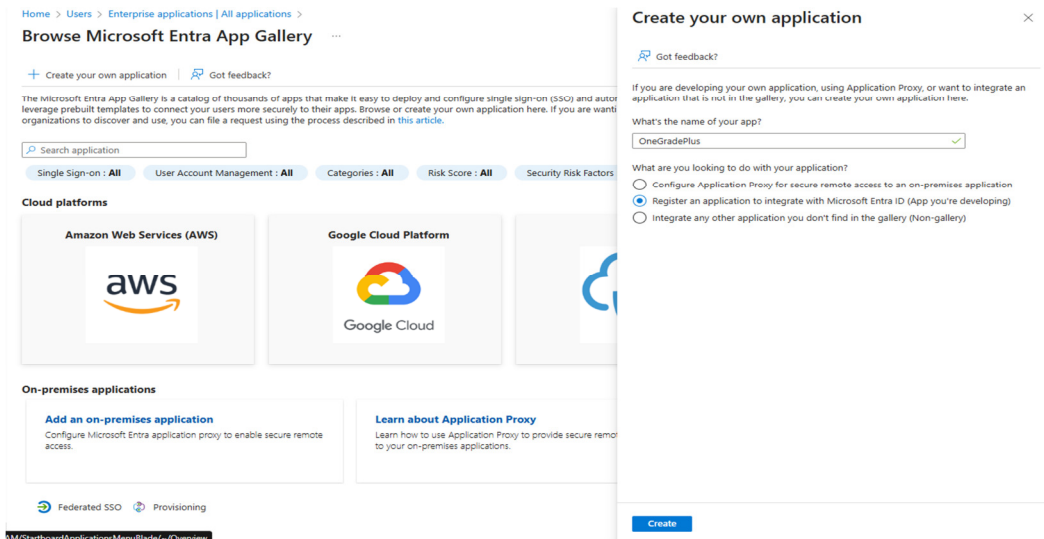 Home > Users > Enterprise applications | All applications >
Browse Microsoft Entra App Gallery ...
+ Create your own application
Got feedback?
The Microsoft Entra App Gallery is a catalog of thousands of apps that make it easy to deploy and configure single sign-on (SSO) and autor
leverage prebuilt templates to connect your users more securely to their apps. Browse or create your own application here. If you are wanti
organizations to discover and use, you can file a request using the process described in this article.
Search application
Single Sign-on : All
User Account Management : All
Categories : All
Risk Score : All
Security Risk Factors
Cloud platforms
Amazon Web Services (AWS)
Google Cloud Platform
aws
Google Cloud
On-premises applications
Add an on-premises application
Configure Microsoft Entra application proxy to enable secure remote
access.
Learn about Application Proxy
Learn how to use Application Proxy to provide secure remot
to your on-premises applications.
Federated SSO
Provisioning
AM/StartboardApplicationsMenuBlade/~/Overview
Create your own application
Got feedback?
If you are developing your own application, using Application Proxy, or want to integrate an
application that is not in the gallery, you can create your own application here.
What's the name of your app?
OneGradePlus
What are you looking to do with your application?
Configure Application Proxy for secure remote access to an on-premises application
Register an application to integrate with Microsoft Entra ID (App you're developing)
Integrate any other application you don't find in the gallery (Non-gallery)
Create